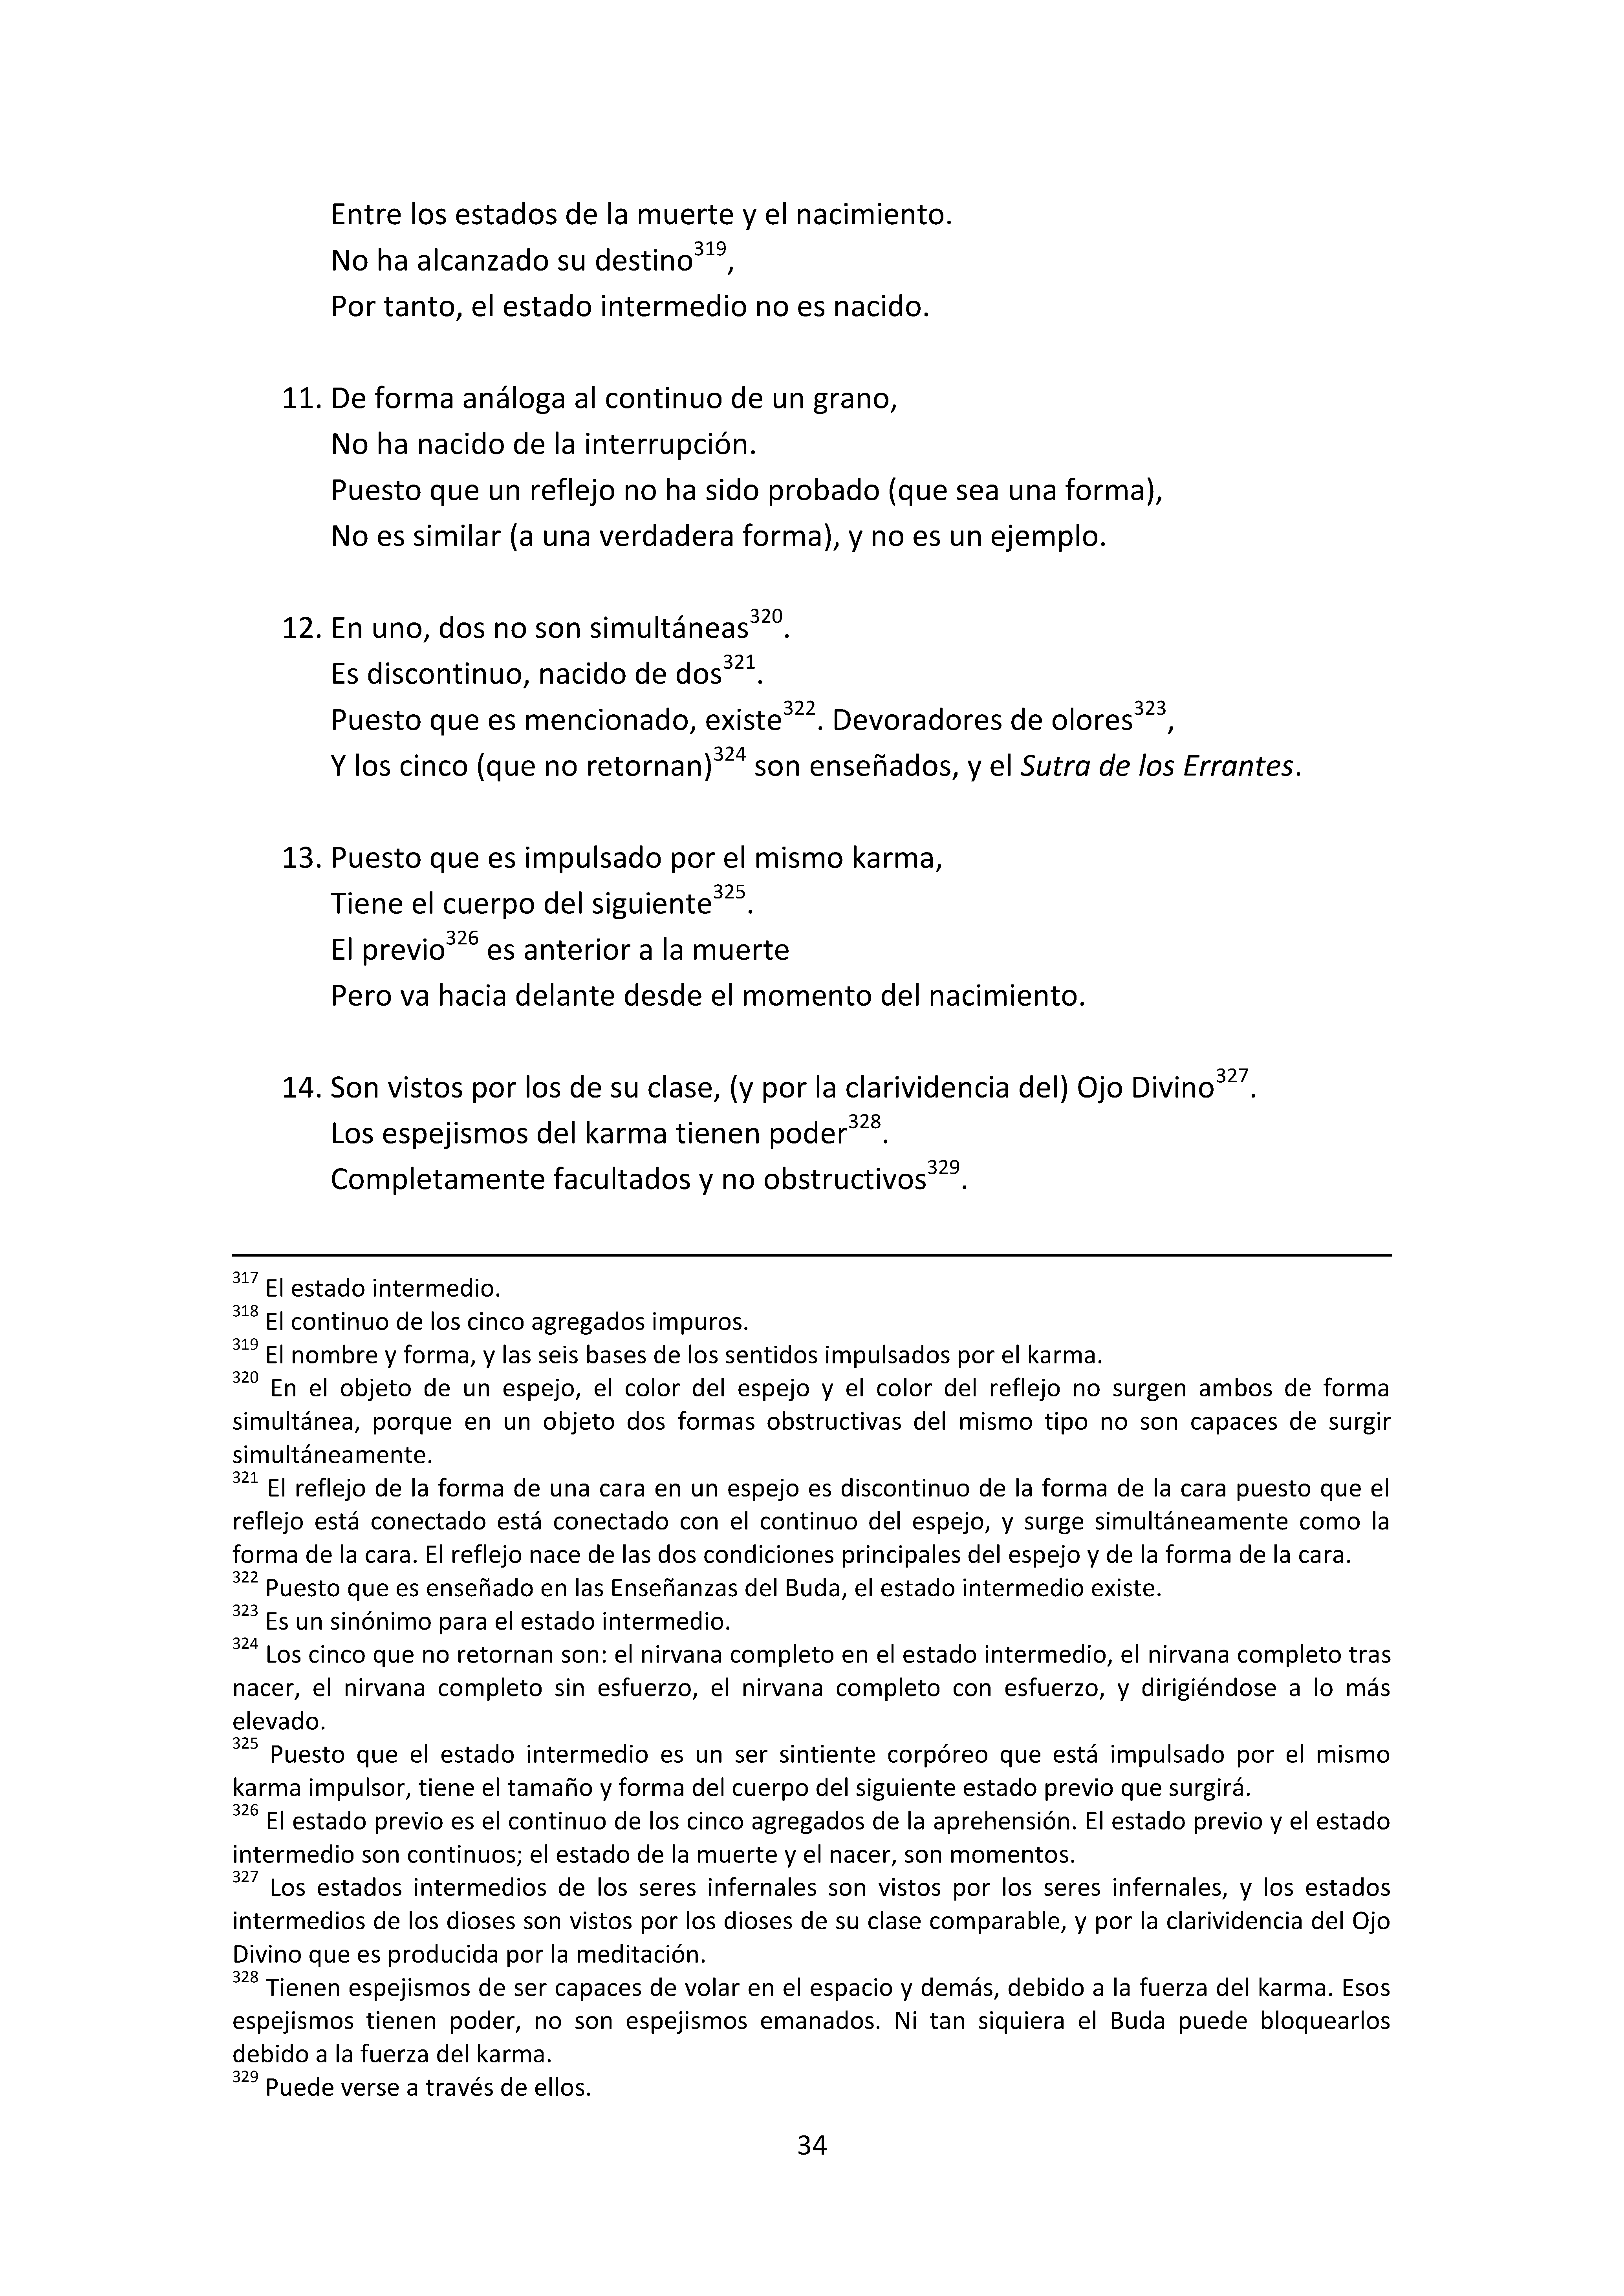 Entre los estados de la muerte y el nacimiento.
No ha alcanzado su destino319,
Por tanto, el estado intermedio no es nacido.
11. De forma análoga al continuo de un grano,
No ha nacido de la interrupción.
Puesto que un reflejo no ha sido probado (que sea una forma),
No es similar (a una verdadera forma), y no es un ejemplo.
12. En uno, dos no son simultáneas320.
Es discontinuo, nacido de dos321.
Puesto que es mencionado, existe322. Devoradores de olores323,
Y los cinco (que no retornan)324 son enseñados, y el Sutra de los Errantes.
13. Puesto que es impulsado por el mismo karma,
Tiene el cuerpo del siguiente325.
El previo326 es anterior a la muerte
Pero va hacia delante desde el momento del nacimiento.
14. Son vistos por los de su clase, (y por la clarividencia del) Ojo Divino327.
Los espejismos del karma tienen poder328.
Completamente facultados y no obstructivos329.
317 El estado intermedio.
318 El continuo de los cinco agregados impuros.
319 El nombre y forma, y las seis bases de los sentidos impulsados por el karma.
320 En el objeto de un espejo, el color del espejo y el color del reflejo no surgen ambos de forma
simultánea, porque en un objeto dos formas obstructivas del mismo tipo no son capaces de surgir
simultáneamente.
321 El reflejo de la forma de una cara en un espejo es discontinuo de la forma de la cara puesto que el
reflejo está conectado está conectado con el continuo del espejo, y surge simultáneamente como la
forma de la cara. El reflejo nace de las dos condiciones principales del espejo y de la forma de la cara.
322 Puesto que es enseñado en las Enseñanzas del Buda, el estado intermedio existe.
323 Es un sinónimo para el estado intermedio.
324 Los cinco que no retornan son: el nirvana completo en el estado intermedio, el nirvana completo tras
nacer, el nirvana completo sin esfuerzo, el nirvana completo con esfuerzo, y dirigiéndose a lo más
elevado.
325 Puesto que el estado intermedio es un ser sintiente corpóreo que está impulsado por el mismo
karma impulsor, tiene el tamaño y forma del cuerpo del siguiente estado previo que surgirá.
326 El estado previo es el continuo de los cinco agregados de la aprehensión. El estado previo y el estado
intermedio son continuos; el estado de la muerte y el nacer, son momentos.
327 Los estados intermedios de los seres infernales son vistos por los seres infernales, y los estados
intermedios de los dioses son vistos por los dioses de su clase comparable, y por la clarividencia del Ojo
Divino que es producida por la meditación.
328 Tienen espejismos de ser capaces de volar en el espacio y demás, debido a la fuerza del karma. Esos
espejismos tienen poder, no son espejismos emanados. Ni tan siquiera el Buda puede bloquearlos
debido a la fuerza del karma.
329 Puede verse a través de ellos.
34